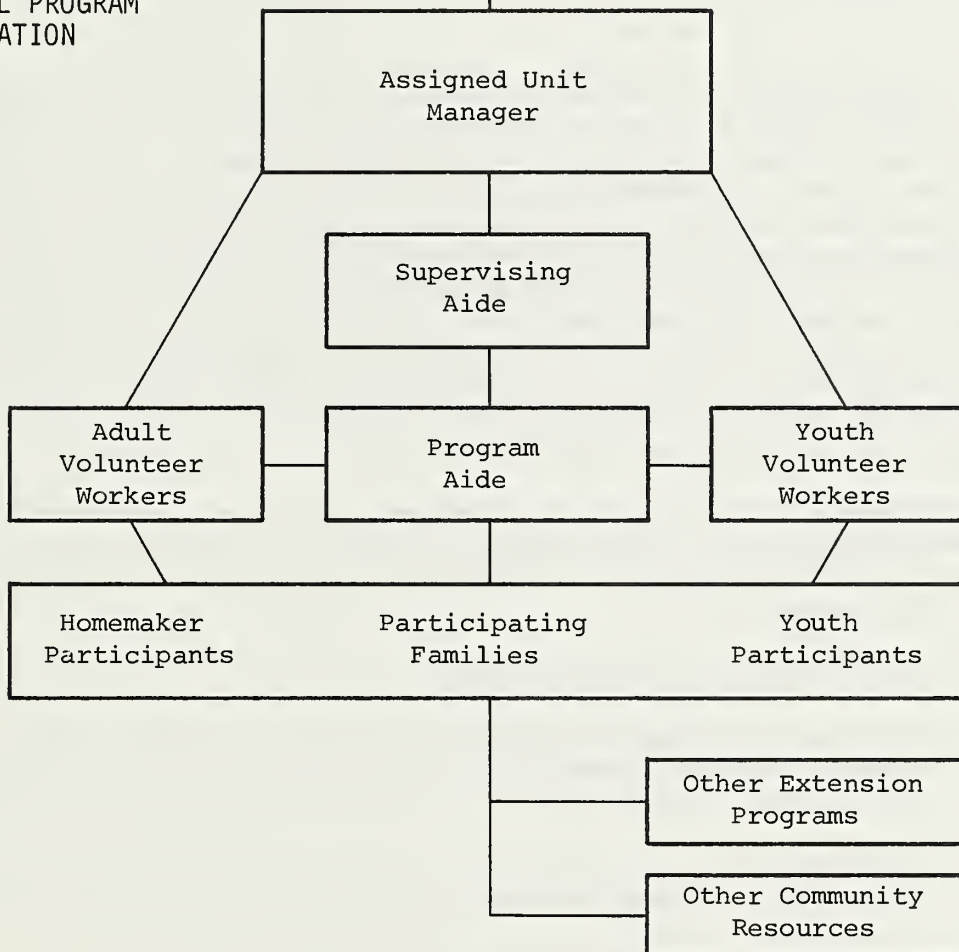 PROGRAM
Assigned Unit
Manager
Supervising
Aide
Adult
Volunteer
Workers
Program
Aide
Youth
Volunteer
Workers
Homemaker
Participants
Participating
Families
Youth
Participants
Other Extension
Programs
Other Community
Resources